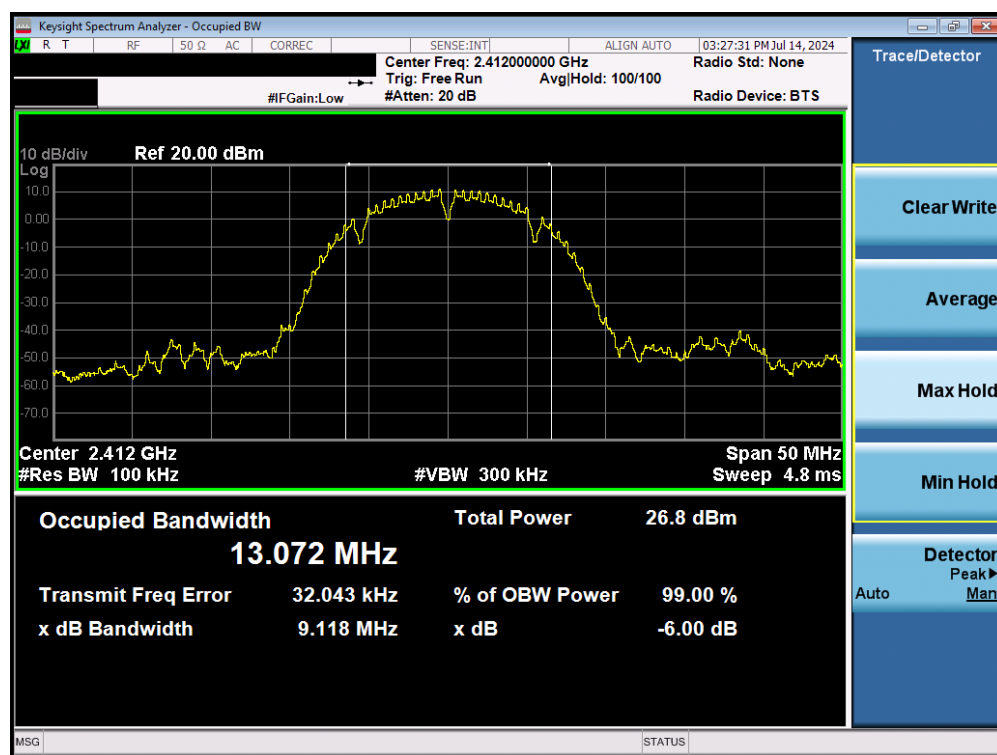 Keysight Spectrum Analyzer - Occupied BW
LXI R T RF 50 Ω AC CORREC SENSE:INT ALIGN AUTO 03:27:31 PM Jul 14, 2024
Center Freq: 2.412000000 GHz Radio Std: None
Trig: Free Run Avg|Hold: 100/100
#IFGain:Low #Atten: 20 dB Radio Device: BTS
Trace/Detector
10 dB/div Ref 20.00 dBm
Log
10.0
0.00
-10.0
-20.0
-30.0
-40.0
-50.0
-60.0
-70.0
Center 2.412 GHz Span 50 MHz
#Res BW 100 kHz #VBW 300 kHz Sweep 4.8 ms
Occupied Bandwidth Total Power 26.8 dBm
13.072 MHz
Transmit Freq Error 32.043 kHz % of OBW Power 99.00 %
x dB Bandwidth 9.118 MHz x dB -6.00 dB
Clear Write
Average
Max Hold
Min Hold
Detector
Peak▶
Auto Man
MSG STATUS